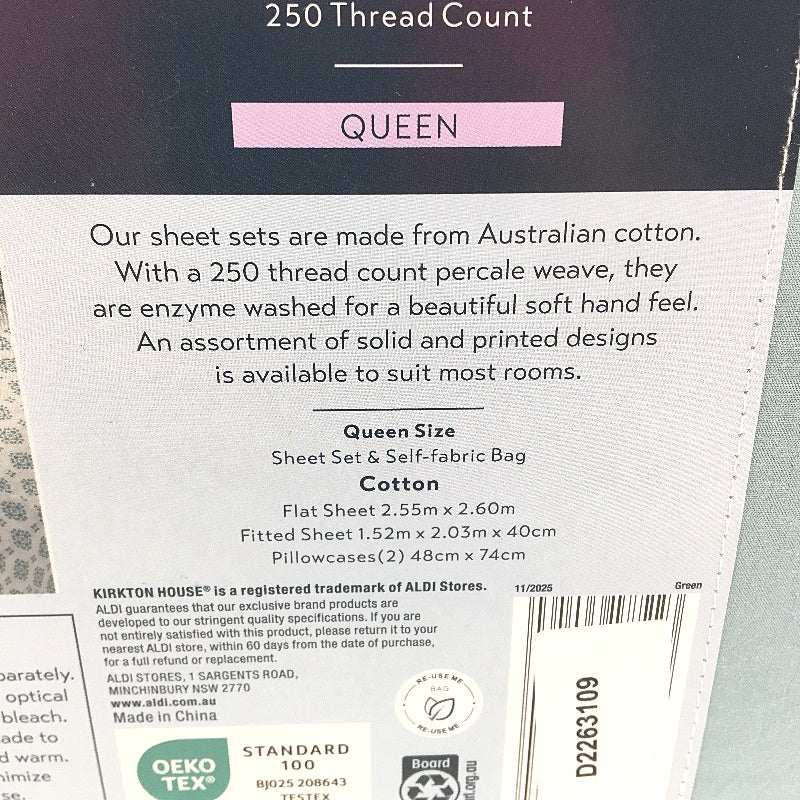 250 Thread Count
QUEEN
Our sheet sets are made from Australian cotton.
With a 250 thread count percale weave, they
are enzyme washed for a beautiful soft hand feel.
An assortment of solid and printed designs
is available to suit most rooms.
Queen Size
Sheet Set & Self-fabric Bag
Cotton
Flat Sheet 2.55m x 2.60m
Fitted Sheet 1.52m x 2.03m x 40cm
Pillowcases(2) 48cm x 74cm
KIRKTON HOUSE® is a registered trademark of ALDI Stores.
ALDI guarantees that our exclusive brand products are
developed to our stringent quality specifications. If you are
not entirely satisfied with this product, please return it to your
nearest ALDI store, within 60 days from the date of purchase,
for a full refund or replacement.
ALDI STORES, 1 SARGENTS ROAD,
MINCHINBURY NSW 2770
www.aldi.com.au
Made in China
11/2025
Green
D2263109
RE-USE ME
BAG
RE-USE ME
OEKO
TEX®
STANDARD
100
BJ025 208643
TESTEX
Board
arl.org.au
parately.
optical
bleach.
ade to
d warm.
nimize
se.